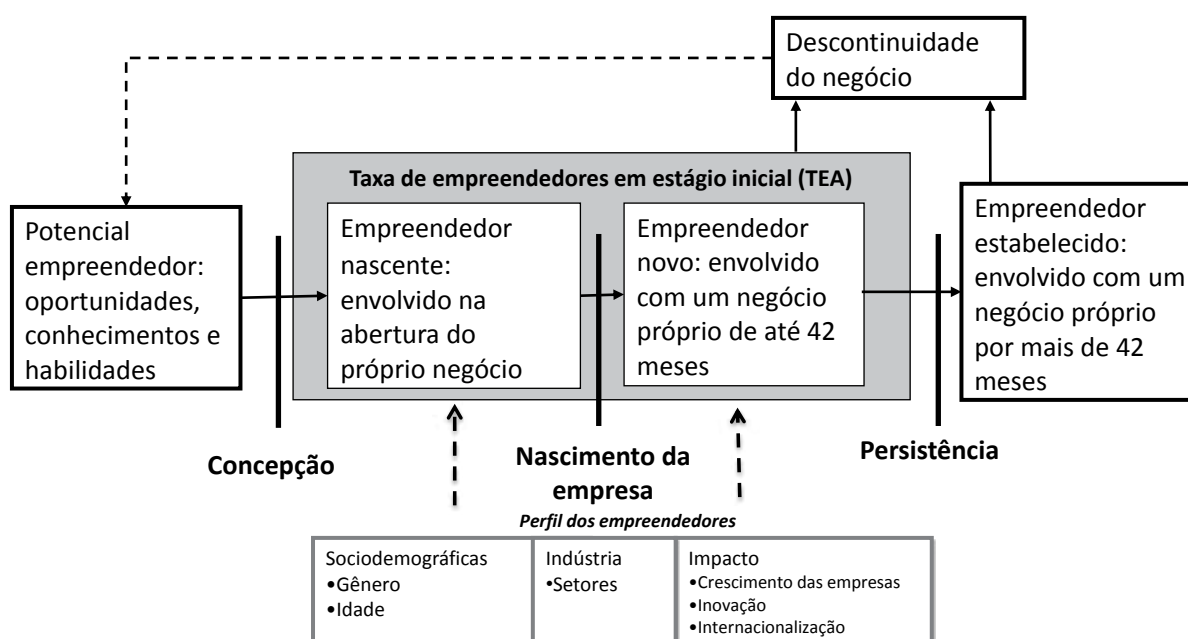 Descontinuidade
do negócio
Taxa de empreendedores em estágio inicial (TEA)
Potencial
empreendedor:
oportunidades,
conhecimentos e
habilidades
Empreendedor
nascente:
envolvido na
abertura do
próprio negócio
Empreendedor
novo: envolvido
com um negócio
próprio de até 42
meses
Empreendedor
estabelecido:
envolvido com um
negócio próprio
por mais de 42
meses
Concepção
Nascimento da
empresa
Persistência
Perfil dos empreendedores
Sociodemográficas
•Gênero
•Idade
Indústria
•Setores
Impacto
•Crescimento das empresas
•Inovação
•Internacionalização